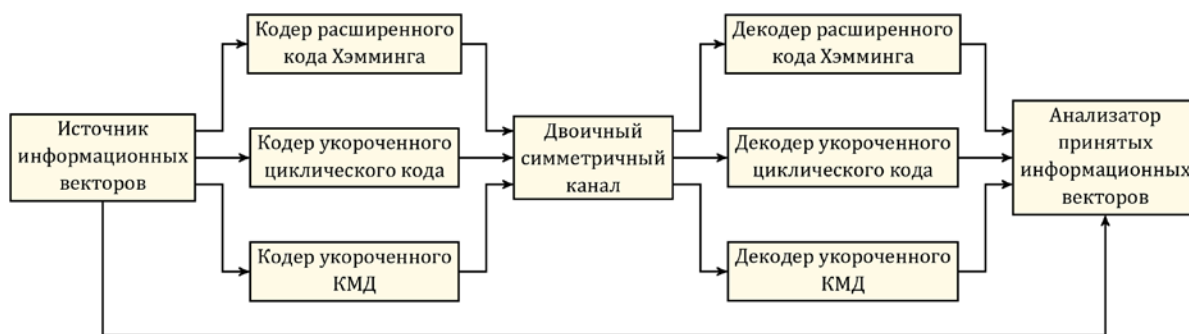 Источник
информационных
векторов
Кодер расширенного
кода Хэмминга
Кодер укороченного
циклического кода
Кодер укороченного
КМД
Двоичный
симметричный
канал
Декодер расширенного
кода Хэмминга
Декодер укороченного
циклического кода
Декодер укороченного
КМД
Анализатор
принятых
информационных
векторов